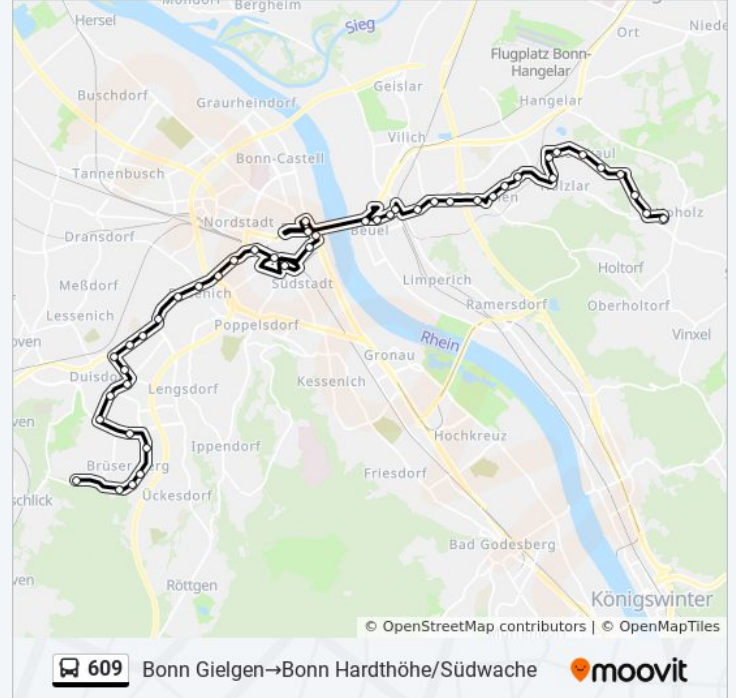 Mondorf
Bergheim
Hersel
Sieg
Ort
Niede
Flugplatz Bonn-
Hangelar
Geislar
Buschdorf
Graurheindorf
Hangelar
Vilich
Bonn-Castell
Tannenbusch
Nordstadt
Beuel
Dransdorf
Holtorf
Meßdorf
Südstadt
Limperich
Ramersdorf
Oberholtorf
Lessenich
Poppelsdorf
Rhein
Vinxel
Gronau
Kessenich
Lengsdorf
Hochkreuz
Ippendorf
Friesdorf
Ückesdorf
Bad Godesberg
Röttgen
Königswinter
© OpenStreetMap contributors | © OpenMapTiles
609 Bonn Gielgen→Bonn Hardthöhe/Südwache moovit